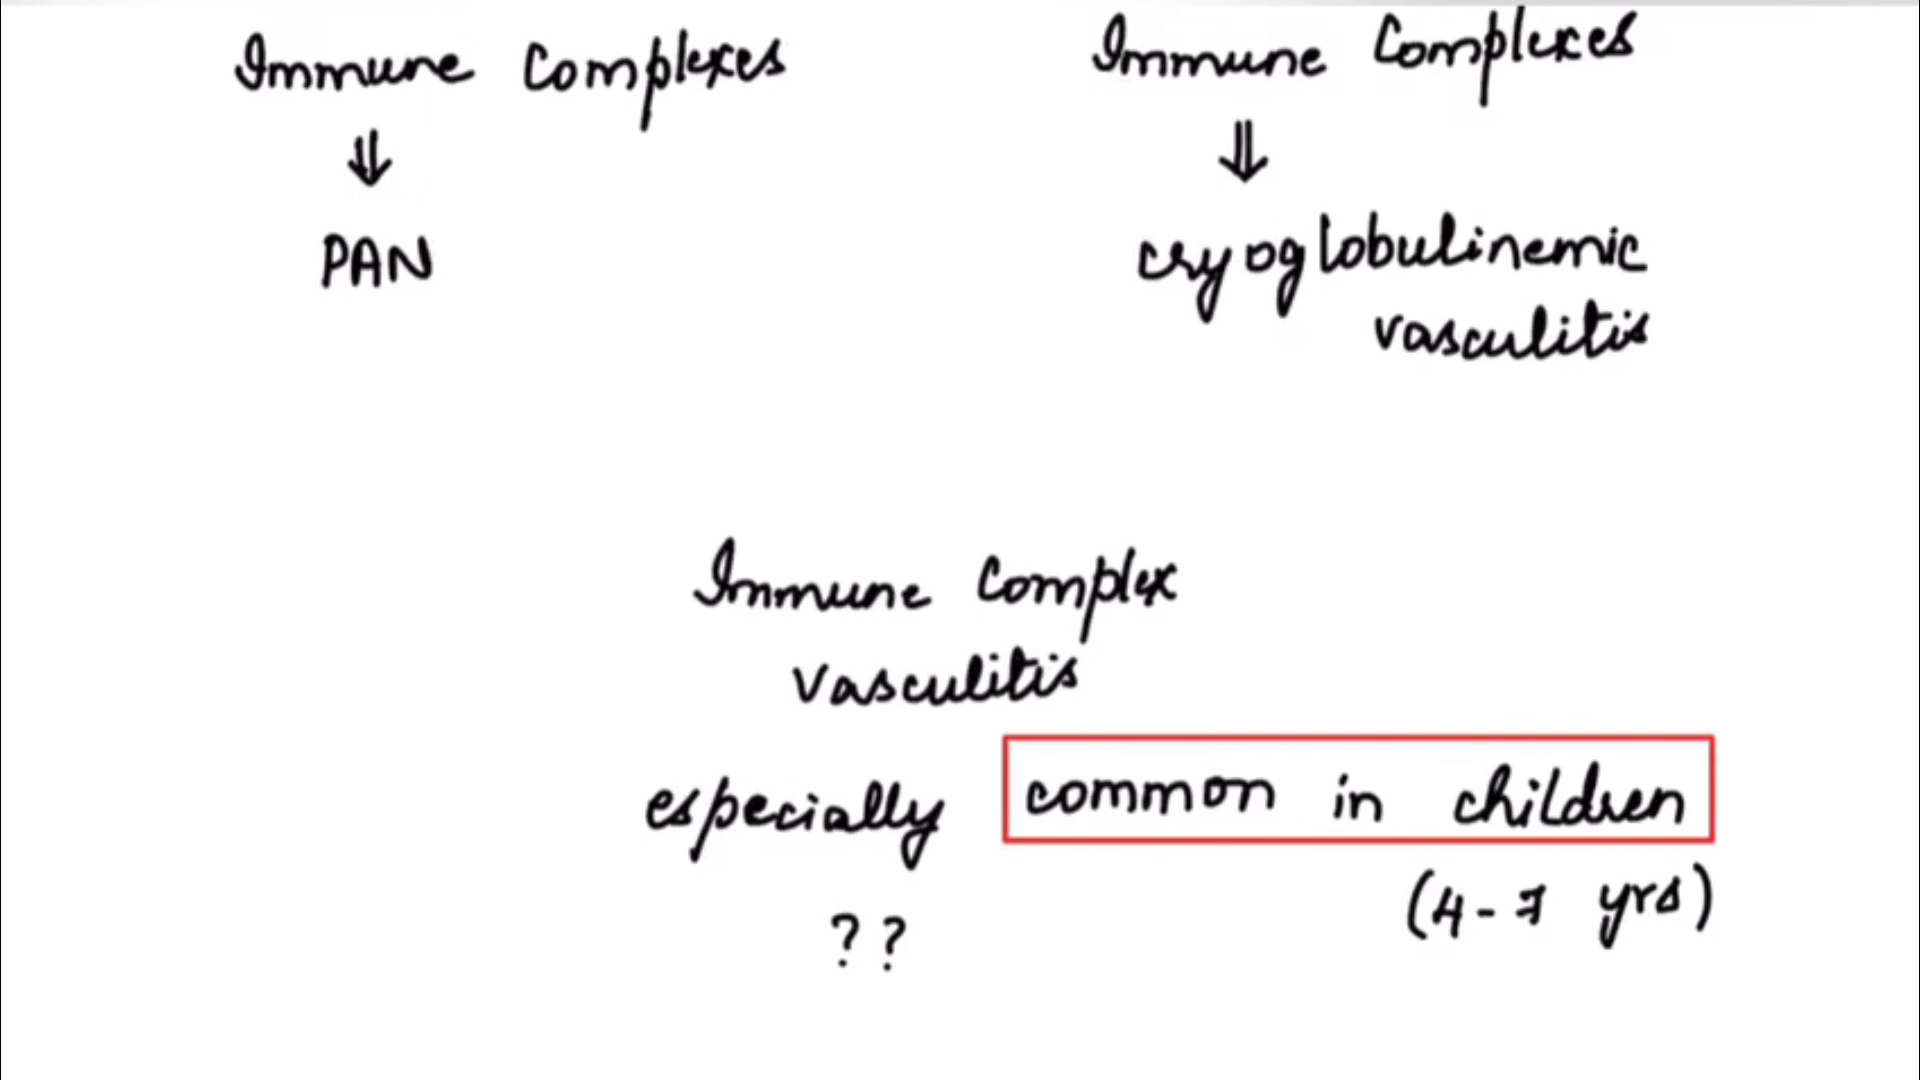 Immune Complexes
⇓
PAN
Immune Complexes
⇓
cryoglobulinemic
vasculitis
Immune Complex
vasculitis
especially common in children
(4-7 yrs)
??